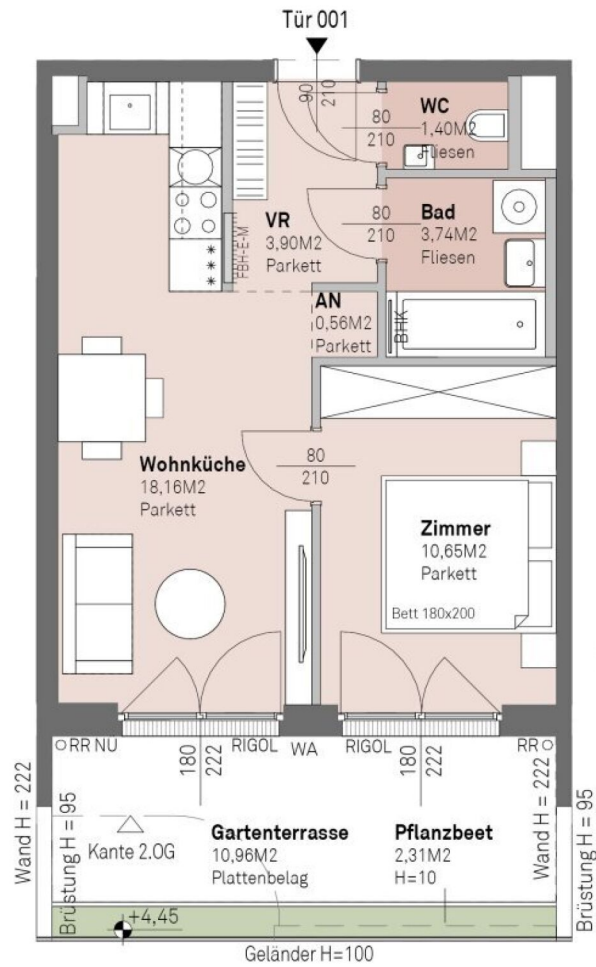 Tür 001
90
210
WC
1,40M2
Fliesen
80
210
VR
3,90M2
Parkett
FBH-E-M
80
210
Bad
3,74M2
Fliesen
AN
0,56M2
Parkett
BHK
Wohnküche
18,16M2
Parkett
80
210
Zimmer
10,65M2
Parkett
Bett 180x200
RR NU
RIGOL
WA
RIGOL
RR
180
222
180
222
Wand H = 222
Brüstung H = 95
Kante 2.OG
Gartenterrasse
10,96M2
Plattenbelag
Pflanzbeet
2,31M2
H=10
Wand H = 222
Brüstung H = 95
+4,45
Geländer H=100